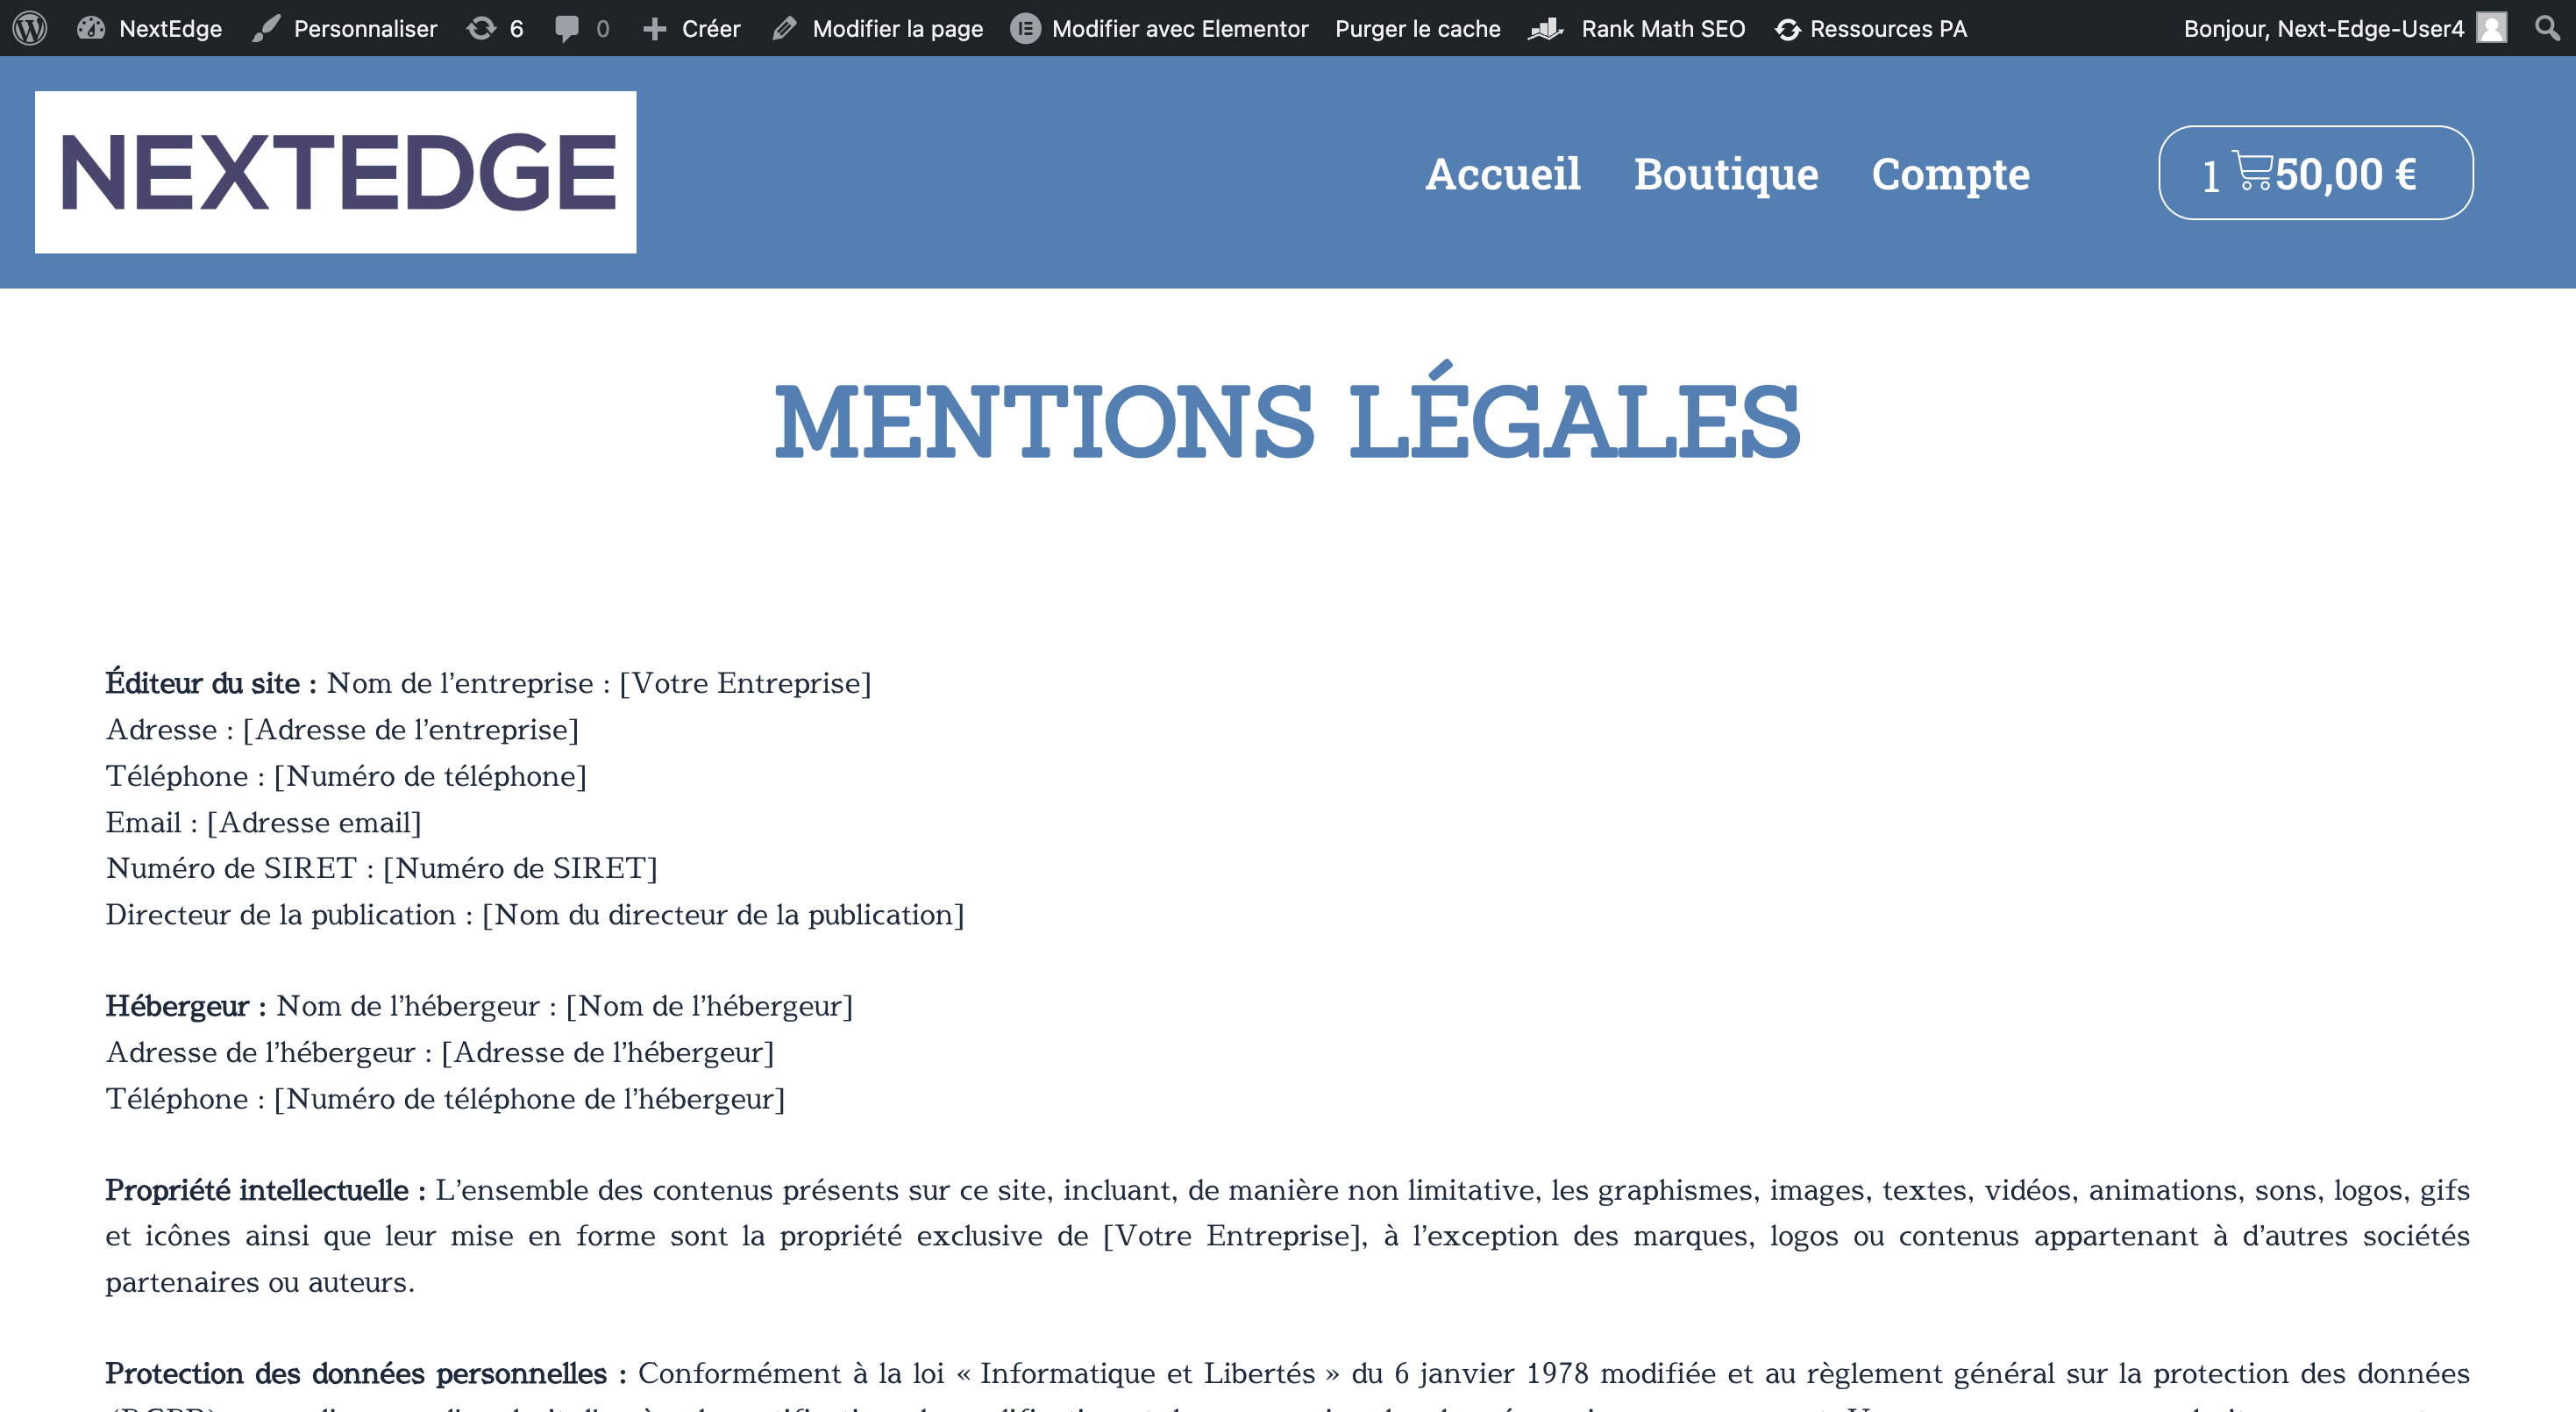 NextEdge Personnaliser 6 0 Créer Modifier la page Modifier avec Elementor Purger le cache Rank Math SEO Ressources PA Bonjour, Next-Edge-User4
NEXTEDGE
Accueil Boutique Compte 1 50,00 €
MENTIONS LÉGALES
Éditeur du site : Nom de l’entreprise : [Votre Entreprise]
Adresse : [Adresse de l’entreprise]
Téléphone : [Numéro de téléphone]
Email : [Adresse email]
Numéro de SIRET : [Numéro de SIRET]
Directeur de la publication : [Nom du directeur de la publication]
Hébergeur : Nom de l’hébergeur : [Nom de l’hébergeur]
Adresse de l’hébergeur : [Adresse de l’hébergeur]
Téléphone : [Numéro de téléphone de l’hébergeur]
Propriété intellectuelle : L’ensemble des contenus présents sur ce site, incluant, de manière non limitative, les graphismes, images, textes, vidéos, animations, sons, logos, gifs
et icônes ainsi que leur mise en forme sont la propriété exclusive de [Votre Entreprise], à l’exception des marques, logos ou contenus appartenant à d’autres sociétés
partenaires ou auteurs.
Protection des données personnelles : Conformément à la loi « Informatique et Libertés » du 6 janvier 1978 modifiée et au règlement général sur la protection des données